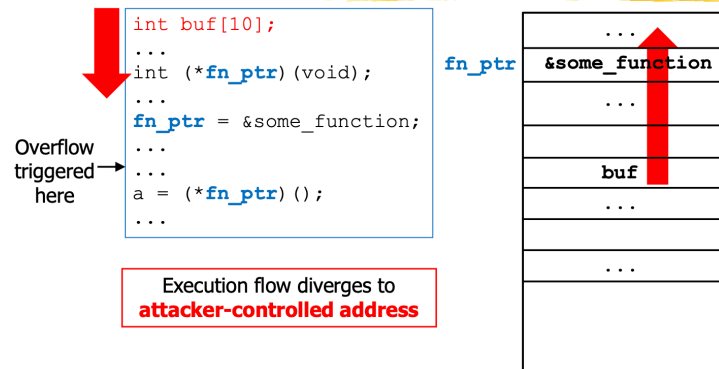 int buf[10];
...
int (*fn_ptr)(void);
...
fn_ptr = &some_function;
...
...
a = (*fn_ptr)();
...
Overflow
triggered
here
Execution flow diverges to
attacker-controlled address
...
fn_ptr &some_function
...
buf
...
...